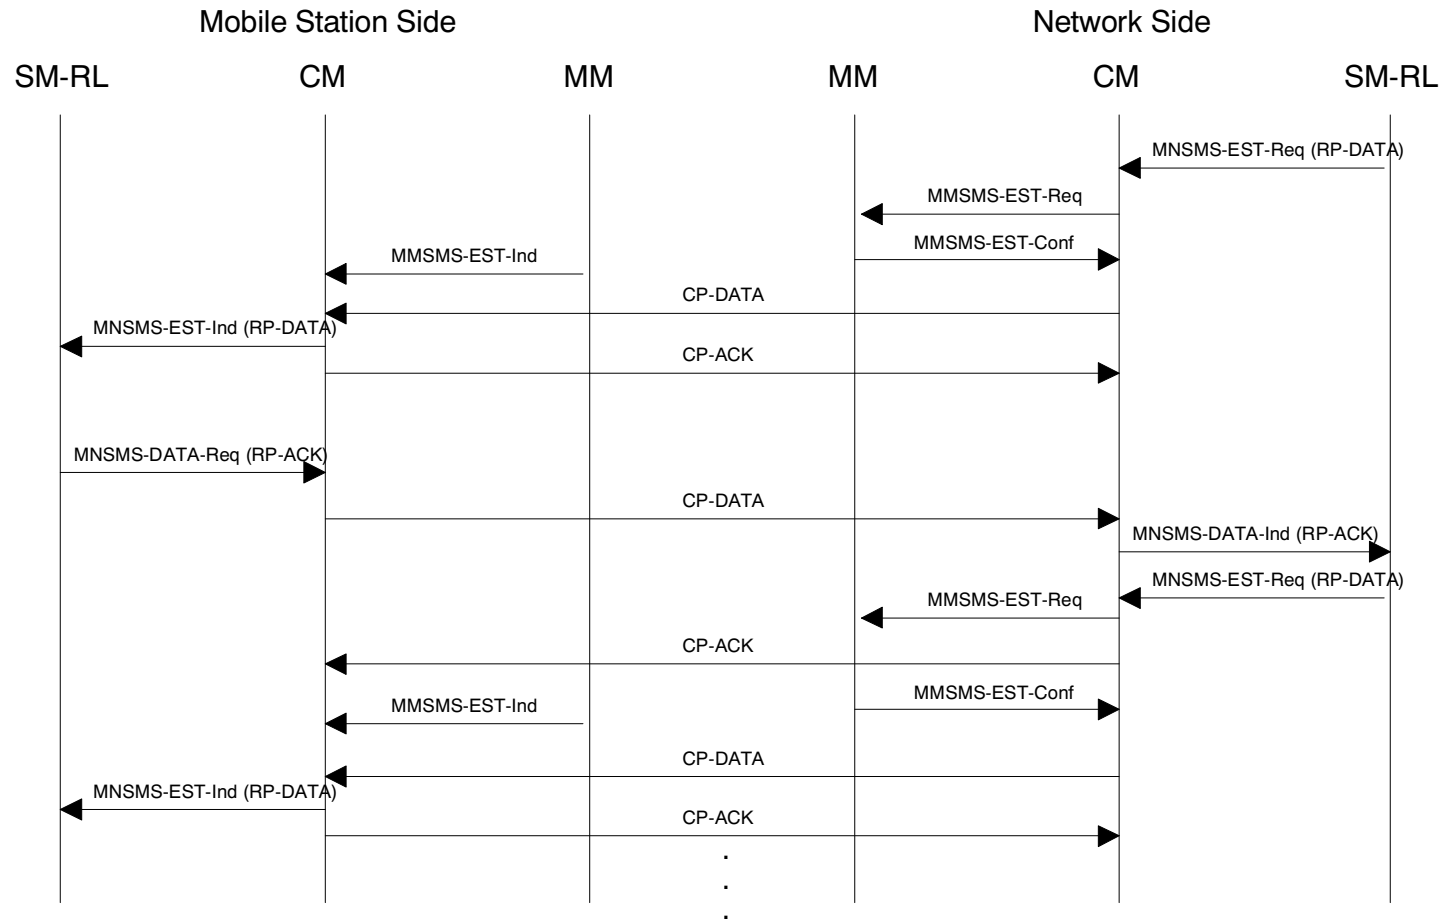 Mobile Station Side Network Side
SM-RL CM MM MM CM SM-RL
MNSMS-EST-Req (RP-DATA)
MMSMS-EST-Req
MMSMS-EST-Conf
MMSMS-EST-Ind
CP-DATA
MNSMS-EST-Ind (RP-DATA)
CP-ACK
MNSMS-DATA-Req (RP-ACK)
CP-DATA
MNSMS-DATA-Ind (RP-ACK)
MNSMS-EST-Req (RP-DATA)
MMSMS-EST-Req
CP-ACK
MMSMS-EST-Conf
MMSMS-EST-Ind
CP-DATA
MNSMS-EST-Ind (RP-DATA)
CP-ACK
.
.
.